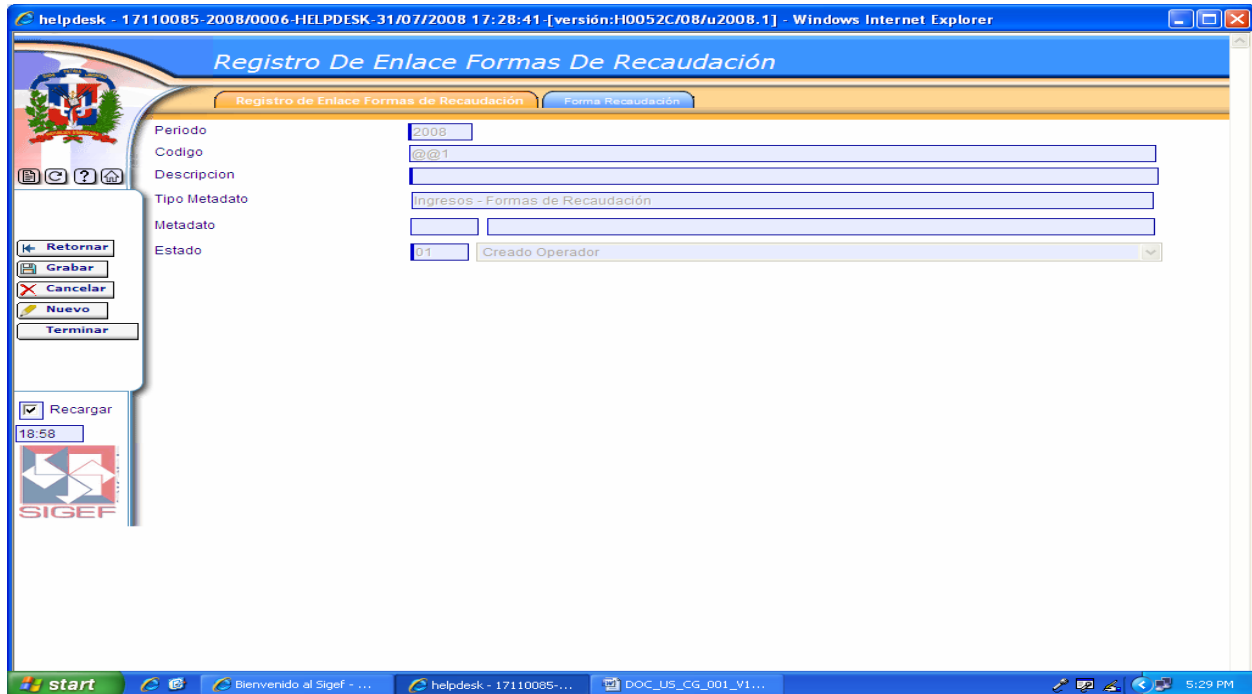 helpdesk - 17110085-2008/0006-HELPDESK-31/07/2008 17:28:41-[versión:H0052C/08/u2008.1] - Windows Internet Explorer
Registro De Enlace Formas De Recaudación
Registro de Enlace Formas de Recaudación Forma Recaudación
Periodo 2008
Codigo @@1
Descripcion
Tipo Metadato Ingresos - Formas de Recaudación
Metadato
Estado 01 Creado Operador
Retornar
Grabar
Cancelar
Nuevo
Terminar
Recargar
18:58
SIGEF
start Bienvenido al Sigef - ... helpdesk - 17110085-... DOC_US_CG_001_V1... 5:29 PM